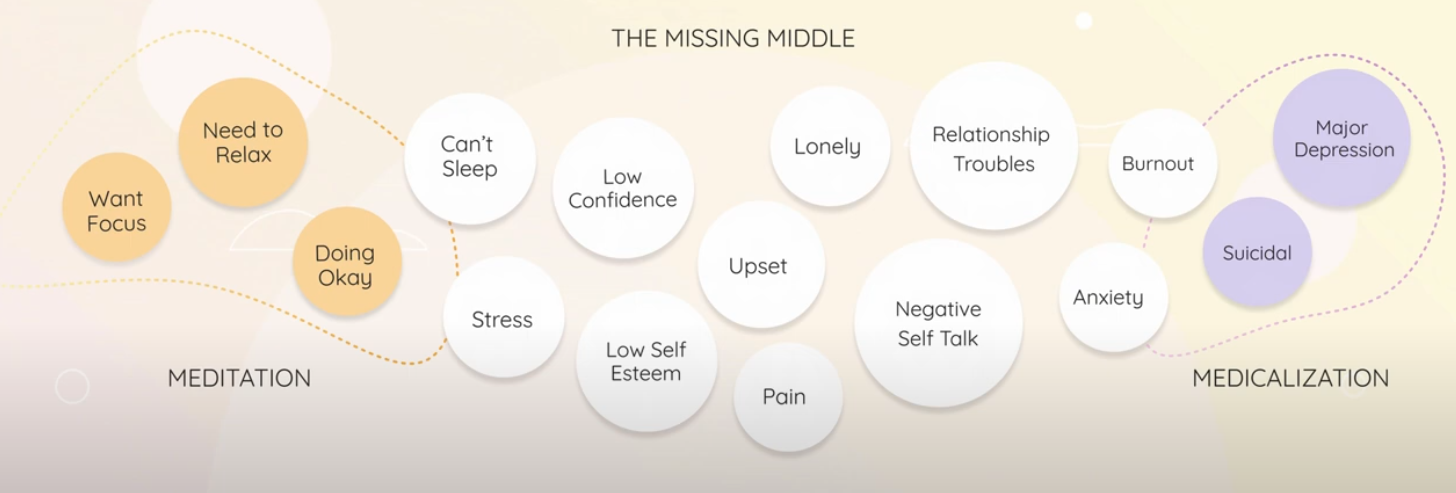 THE MISSING MIDDLE
Need to
Relax
Want
Focus
Doing
Okay
MEDITATION
Can't
Sleep
Low
Confidence
Stress
Low Self
Esteem
Lonely
Upset
Pain
Relationship
Troubles
Negative
Self Talk
Burnout
Anxiety
Major
Depression
Suicidal
MEDICALIZATION